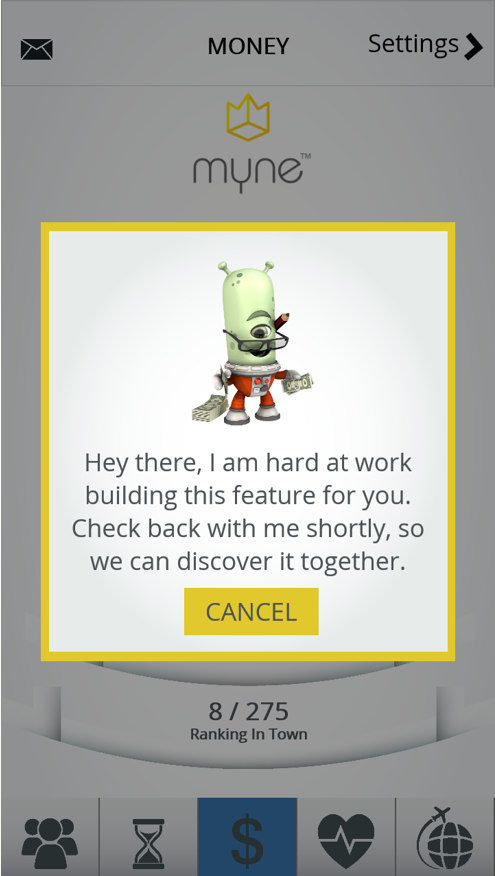 MONEY
Settings
myne™
Hey there, I am hard at work
building this feature for you.
Check back with me shortly, so
we can discover it together.
CANCEL
8 / 275
Ranking In Town
$